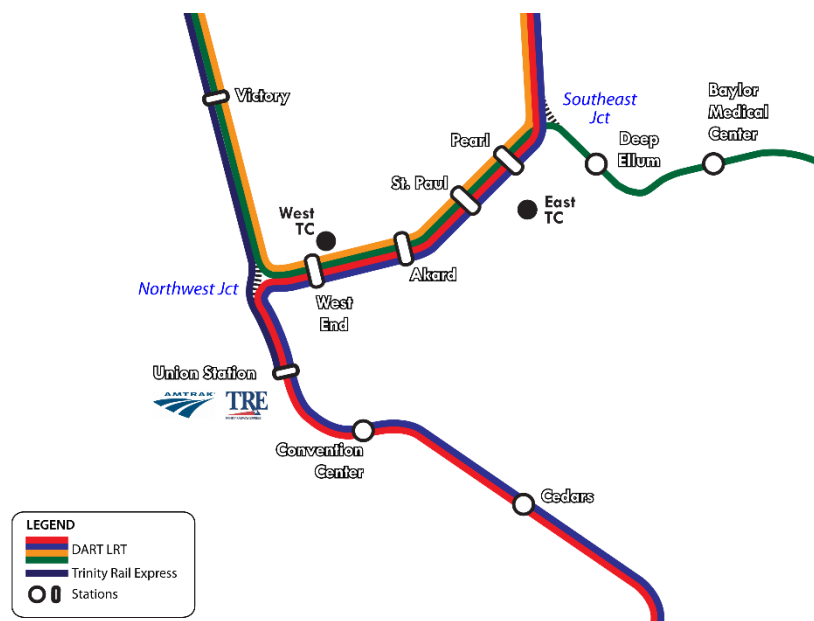 Victory
Southeast
Jct
Baylor
Medical
Center
Deep
Ellum
Pearl
St. Paul
East
TC
West
TC
Akard
Northwest Jct
West
End
Union Station
AMTRAK
TRE
Convention
Center
Cedars
LEGEND
DART LRT
Trinity Rail Express
Stations